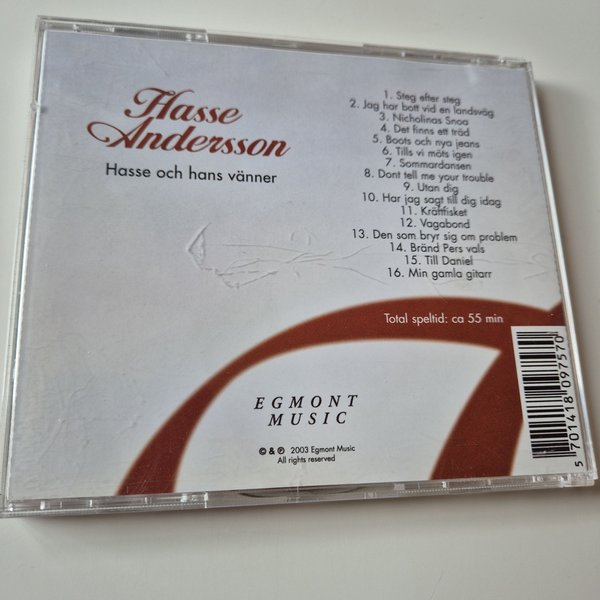 Hasse
Andersson
Hasse och hans vänner
1. Steg efter steg
2. Jag har bott vid en landsväg
3. Nicholinas Snoa
4. Det finns ett träd
5. Boots och nya jeans
6. Tills vi möts igen
7. Sommardansen
8. Dont tell me your trouble
9. Utan dig
10. Har jag sagt till dig idag
11. Kräftfisket
12. Vagabond
13. Den som bryr sig om problem
14. Bränd Pers vals
15. Till Daniel
16. Min gamla gitarr
Total speltid: ca 55 min
EGMONT
MUSIC
© & ℗ 2003 Egmont Music
All rights reserved
5 701418 097570